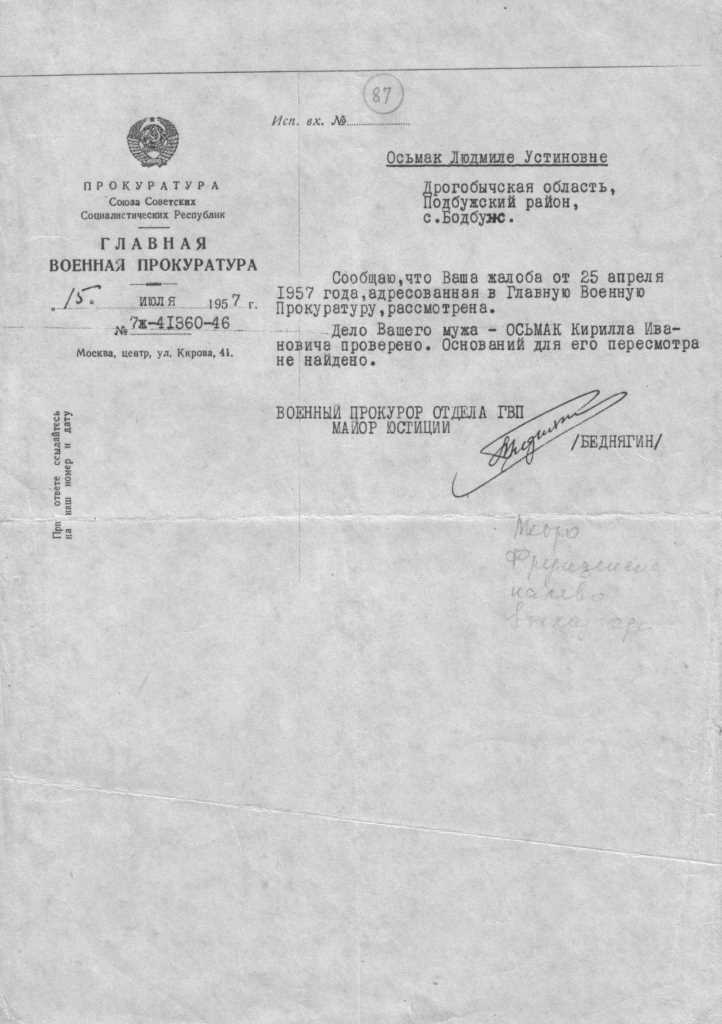 87
Исп. вх. №
ПРОКУРАТУРА
Союза Советских
Социалистических Республик
ГЛАВНАЯ
ВОЕННАЯ ПРОКУРАТУРА
„15." июля 1957 г.
№ 7ж-41360-46
Москва, центр, ул. Кирова, 41.
При ответе ссылайтесь
на наш номер и дату
Осьмак Людмиле Устиновне
Дрогобычская область,
Подбужский район,
с.Бодбуж.
Сообщаю,что Ваша жалоба от 25 апреля
1957 года,адресованная в Главную Военную
Прокуратуру,рассмотрена.
Дело Вашего мужа - ОСЬМАК Кирилла Ива-
новича проверено. Оснований для его пересмотра
не найдено.
ВОЕННЫЙ ПРОКУРОР ОТДЕЛА ГВП
МАЙОР ЮСТИЦИИ
/БЕДНЯГИН/
Метро
налево